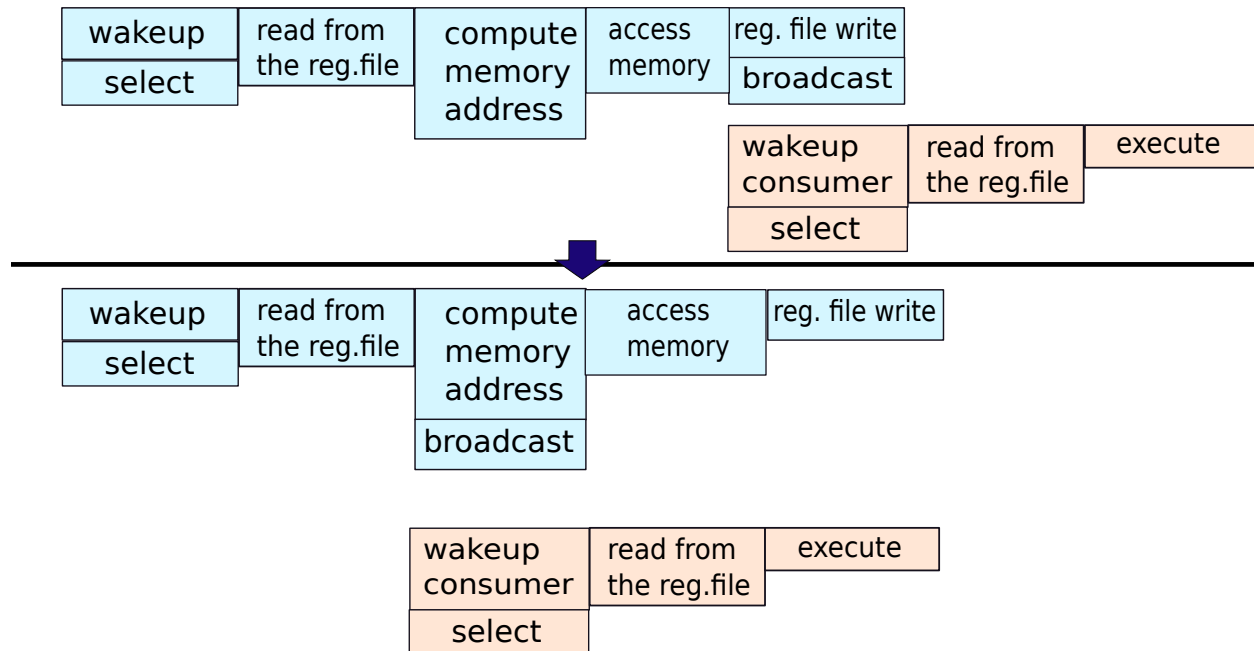 wakeup
select
read from
the reg.file
compute
memory
address
access
memory
reg. file write
broadcast
wakeup
consumer
select
read from
the reg.file
execute
wakeup
select
read from
the reg.file
compute
memory
address
broadcast
access
memory
reg. file write
wakeup
consumer
select
read from
the reg.file
execute